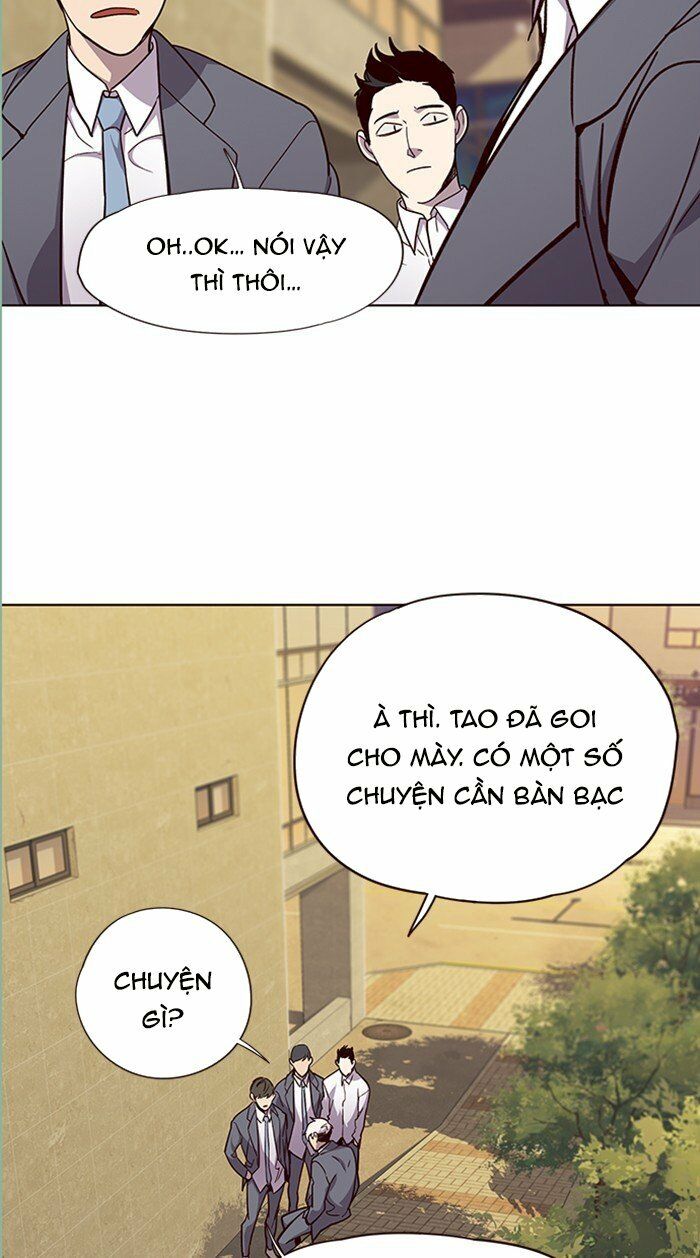 OH..OK... NÓI VẬY
THÌ THÔI...
À THÌ. TAO ĐÃ GOI
CHO MÀY. CÓ MỘT SỐ
CHUYỆN CẦN BÀN BẠC
CHUYỆN
GÌ?